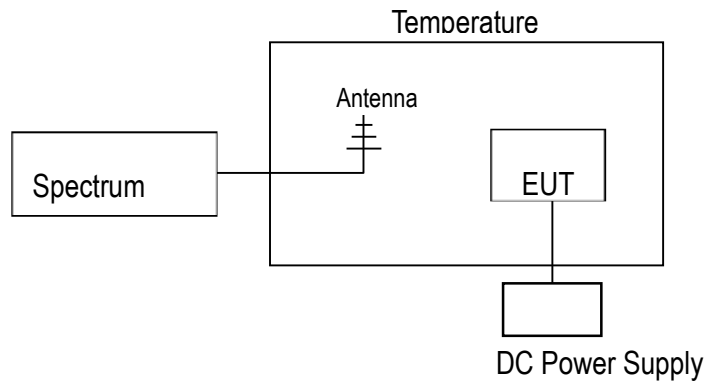 Temperature
Antenna
Spectrum
EUT
DC Power Supply